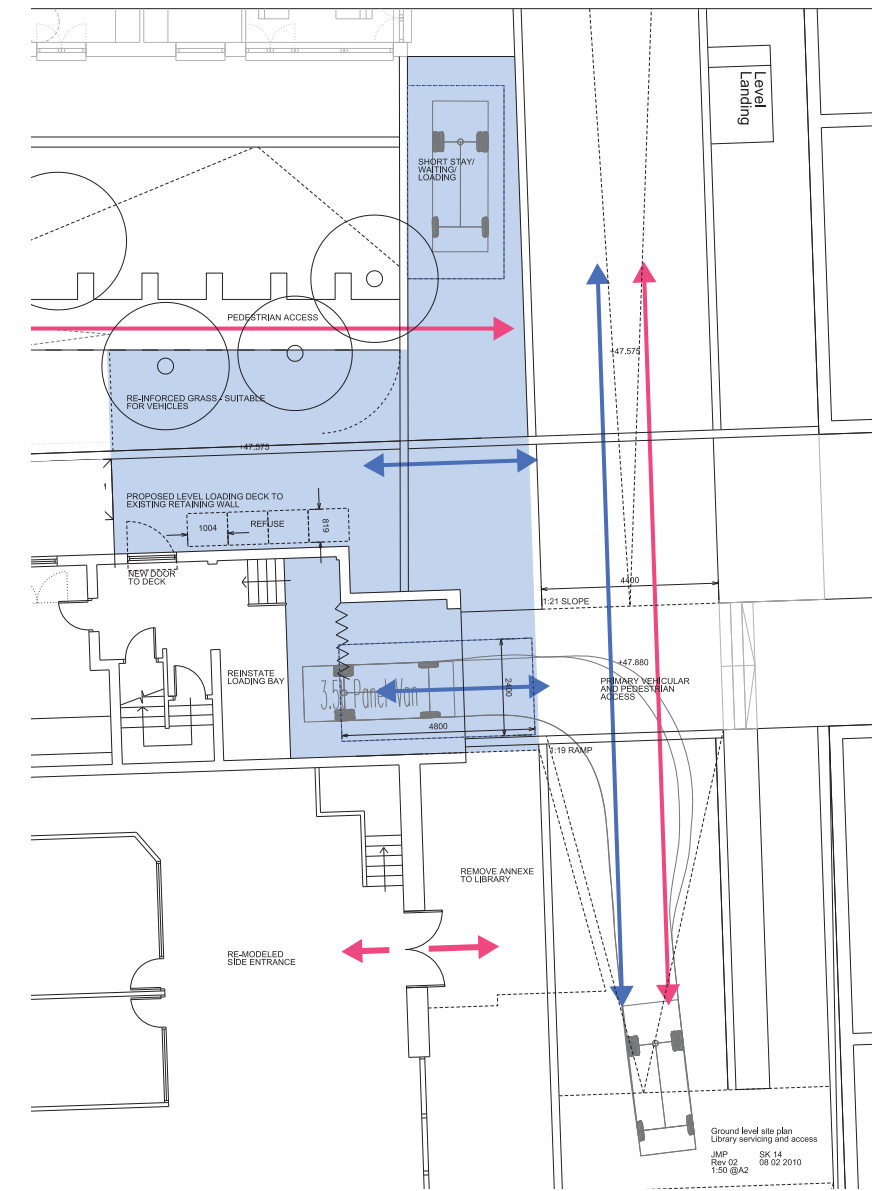 Level
Landing
SHORT STAY/
WAITING/
LOADING
PEDESTRIAN ACCESS
+47.575
RE-INFORCED GRASS - SUITABLE
FOR VEHICLES
+47.575
PROPOSED LEVEL LOADING DECK TO
EXISTING RETAINING WALL
1004
REFUSE
819
NEW DOOR
TO DECK
4400
1:21 SLOPE
REINSTATE
LOADING BAY
3.5t Panel Van
2400
4800
+47.880
PRIMARY VEHICULAR
AND PEDESTRIAN
ACCESS
1:19 RAMP
REMOVE ANNEXE
TO LIBRARY
RE-MODELED
SIDE ENTRANCE
Ground level site plan
Library servicing and access
JMP SK 14
Rev 02 08 02 2010
1:50 @A2